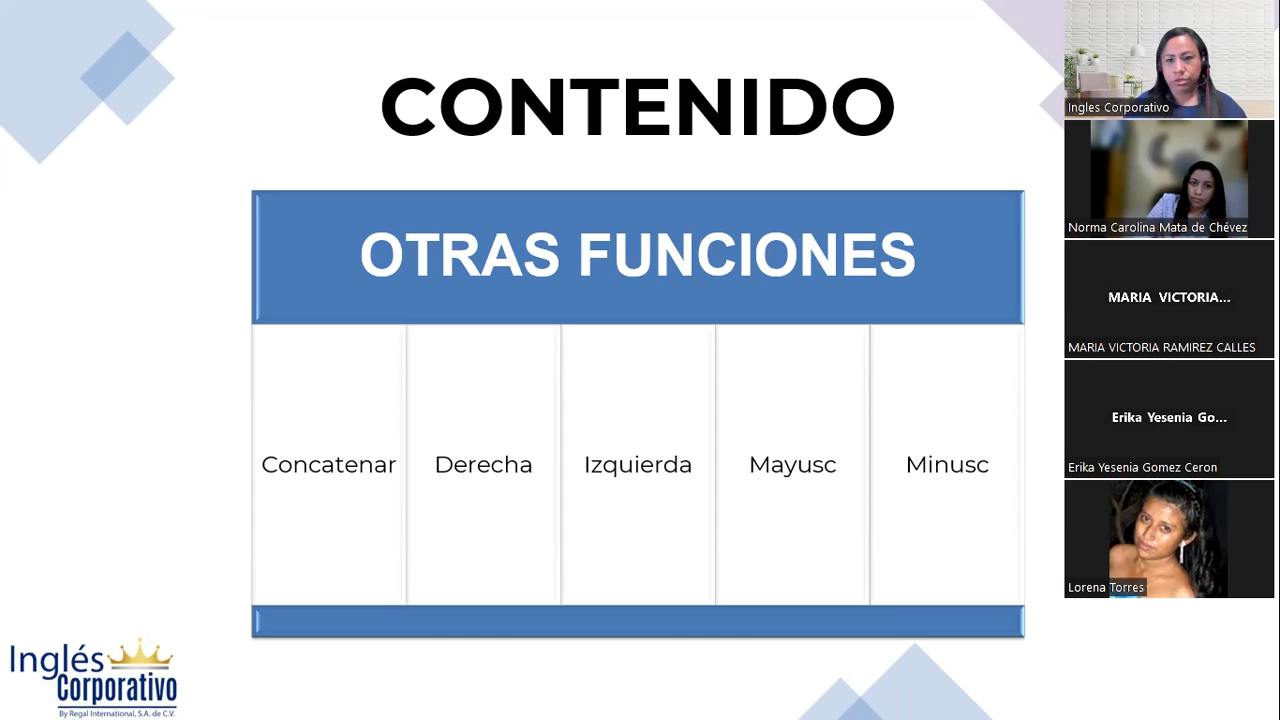 CONTENIDO
OTRAS FUNCIONES
Concatenar
Derecha
Izquierda
Mayusc
Minusc
Inglés
Corporativo
By Regal International, S.A. de C.V.
Ingles Corporativo
Norma Carolina Mata de Chévez
MARIA VICTORIA...
MARIA VICTORIA RAMIREZ CALLES
Erika Yesenia Go...
Erika Yesenia Gomez Ceron
Lorena Torres